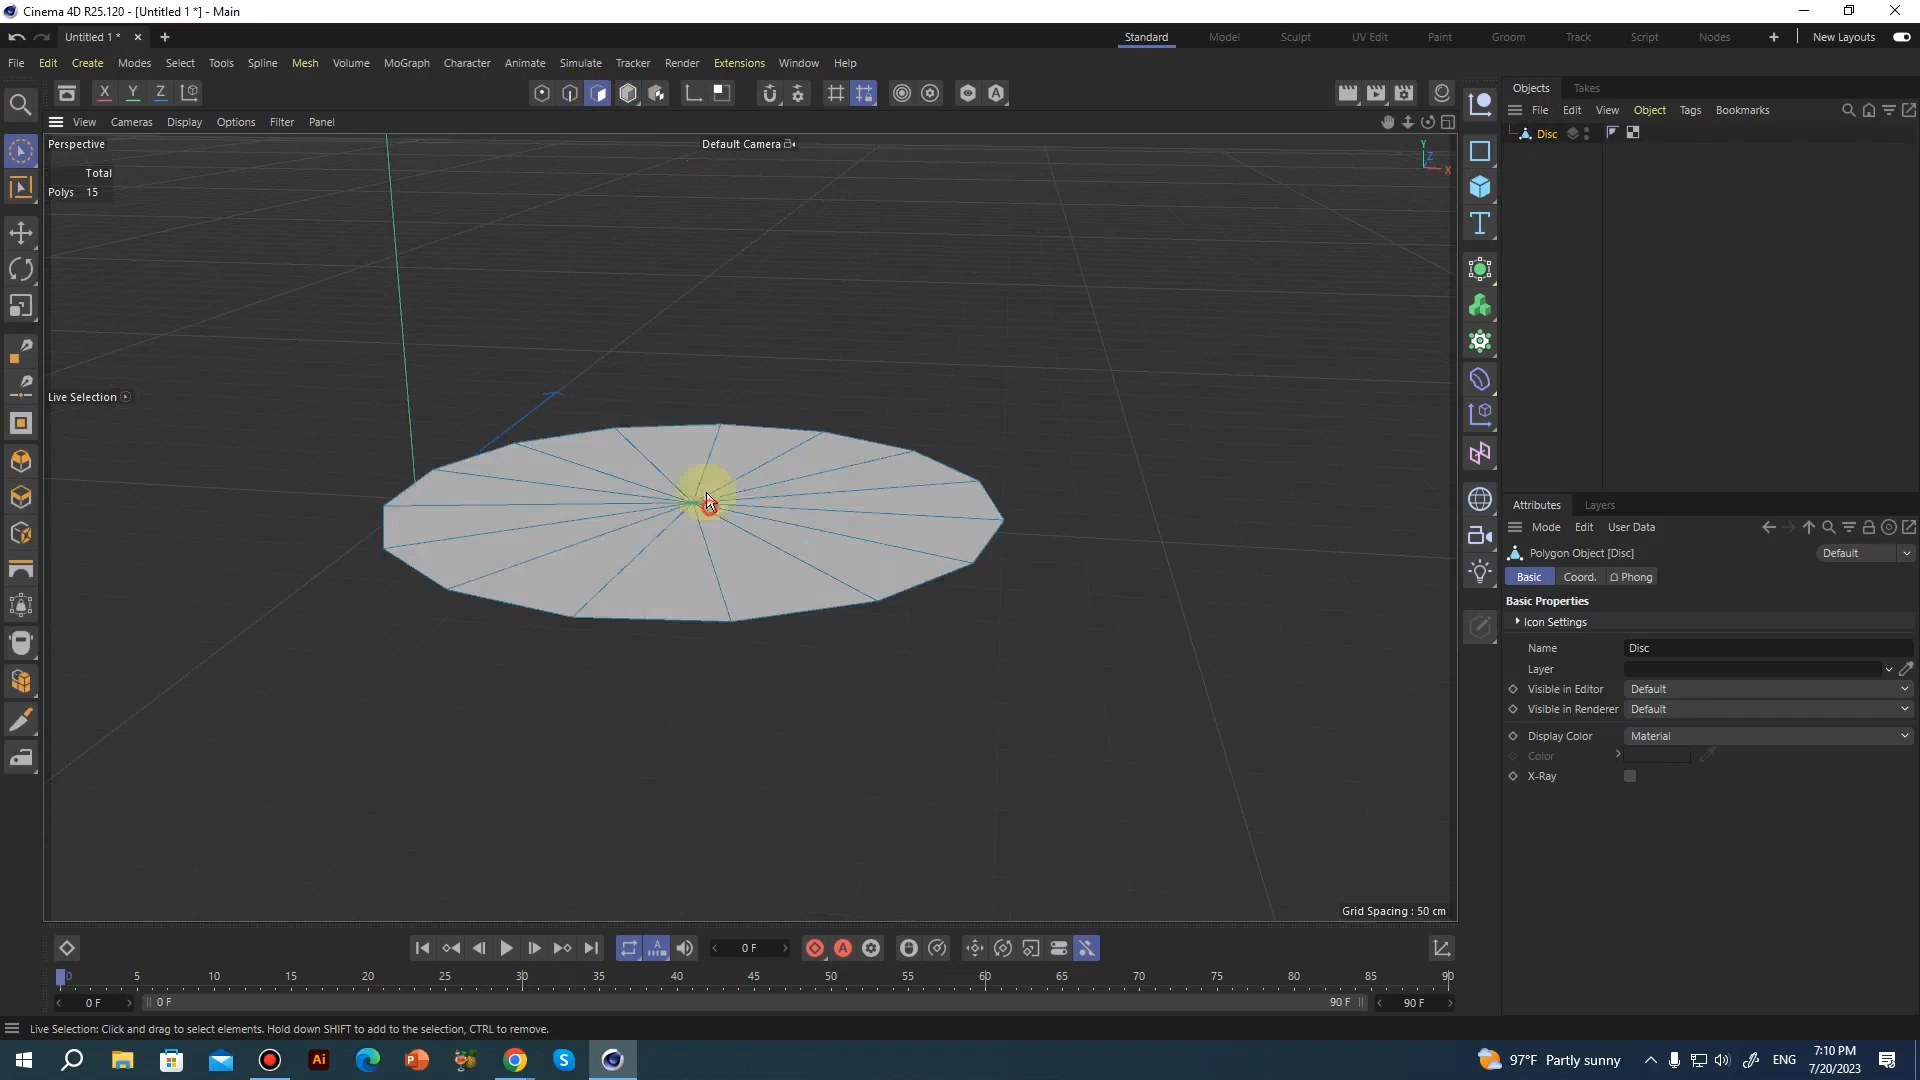 Cinema 4D R25.120 - [Untitled 1 *] - Main
Untitled 1 *
Standard Model Sculpt UV Edit Paint Groom Track Script Nodes New Layouts
File Edit Create Modes Select Tools Spline Mesh Volume MoGraph Character Animate Simulate Tracker Render Extensions Window Help
X Y Z
View Cameras Display Options Filter Panel
Perspective
Default Camera
Total
Polys 15
Y
Z
X
Live Selection
Grid Spacing : 50 cm
Objects Takes
File Edit View Object Tags Bookmarks
Disc
Attributes Layers
Mode Edit User Data
Polygon Object [Disc]
Default
Basic Coord. Phong
Basic Properties
Icon Settings
Name Disc
Layer
Visible in Editor Default
Visible in Renderer Default
Display Color Material
Color
X-Ray
0 F
0 5 10 15 20 25 30 35 40 45 50 55 60 65 70 75 80 85 90
0 F 0 F 90 F 90 F
Live Selection: Click and drag to select elements. Hold down SHIFT to add to the selection, CTRL to remove.
Ai
97°F Partly sunny
ENG
7:10 PM
7/20/2023